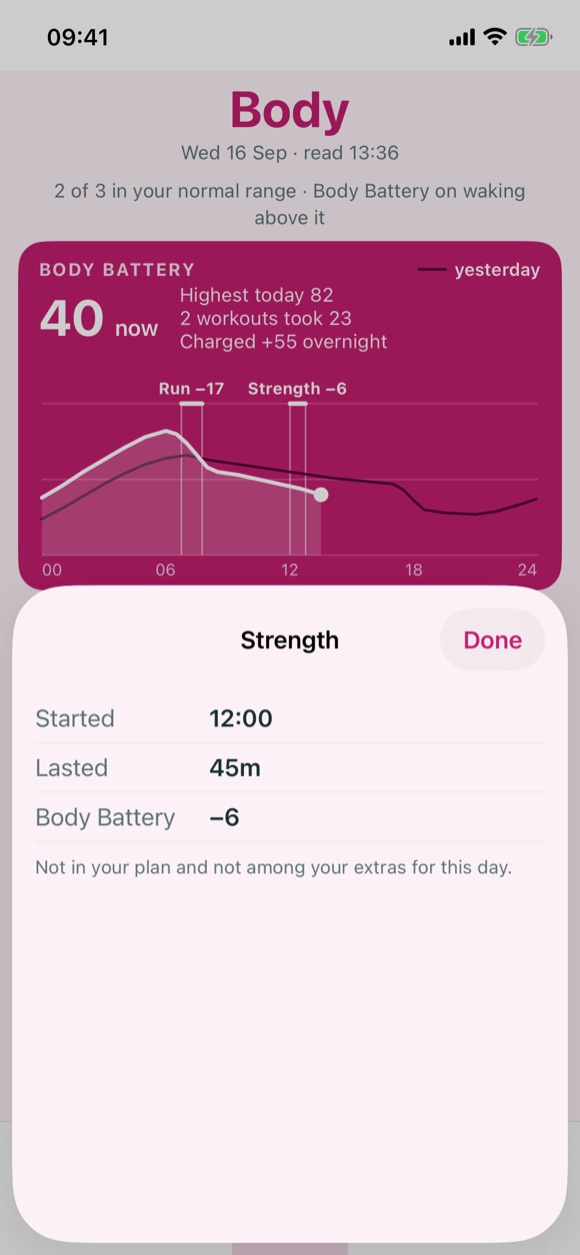 09:41
Body
Wed 16 Sep · read 13:36
2 of 3 in your normal range · Body Battery on waking
above it
BODY BATTERY
yesterday
40 now
Highest today 82
2 workouts took 23
Charged +55 overnight
Run −17
Strength −6
00 06 12 18 24
Strength
Done
Started 12:00
Lasted 45m
Body Battery −6
Not in your plan and not among your extras for this day.